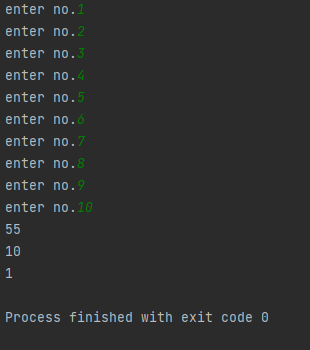 enter no.1
enter no.2
enter no.3
enter no.4
enter no.5
enter no.6
enter no.7
enter no.8
enter no.9
enter no.10
55
10
1
Process finished with exit code 0